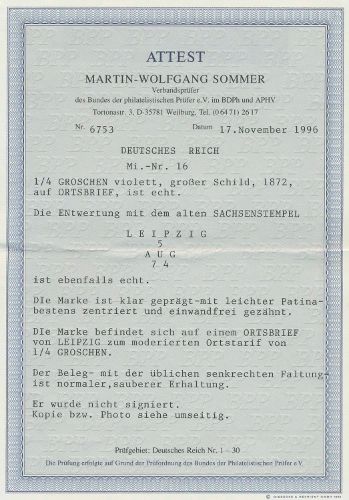 ATTEST
MARTIN-WOLFGANG SOMMER
Verbandsprüfer
des Bundes der philatelistischen Prüfer e.V. im BDPh und APHV
Tortonastr. 3, D-35781 Weilburg, Tel. (06471) 2617
Nr. 6753 Datum 17.November 1996
DEUTSCHES REICH
Mi.-Nr. 16
1/4 GROSCHEN violett, großer Schild, 1872,
auf ORTSBRIEF, ist echt.
Die ENtwertung mit dem alten SACHSENSTEMPEL
L E I P Z I G
5
A U G
7 4
ist ebenfalls echt.
DIe Marke ist klar geprägt-mit leichter Patina-
bestens zentriert und einwandfrei gezähnt.
DIe Marke befindet sich auf einem ORTSBRIEF
von LEIPZIG zum moderierten Ortstarif von
1/4 GROSCHEN.
Der Beleg- mit der üblichen senkrechten Faltung-
ist normaler,sauberer Erhaltung.
Er wurde nicht signiert.
Kopie bzw. Photo siehe umseitig.
Prüfgebiet: Deutsches Reich Nr. 1 – 30
Die Prüfung erfolgte auf Grund der Prüfordnung des Bundes der Philatelistischen Prüfer e.V.